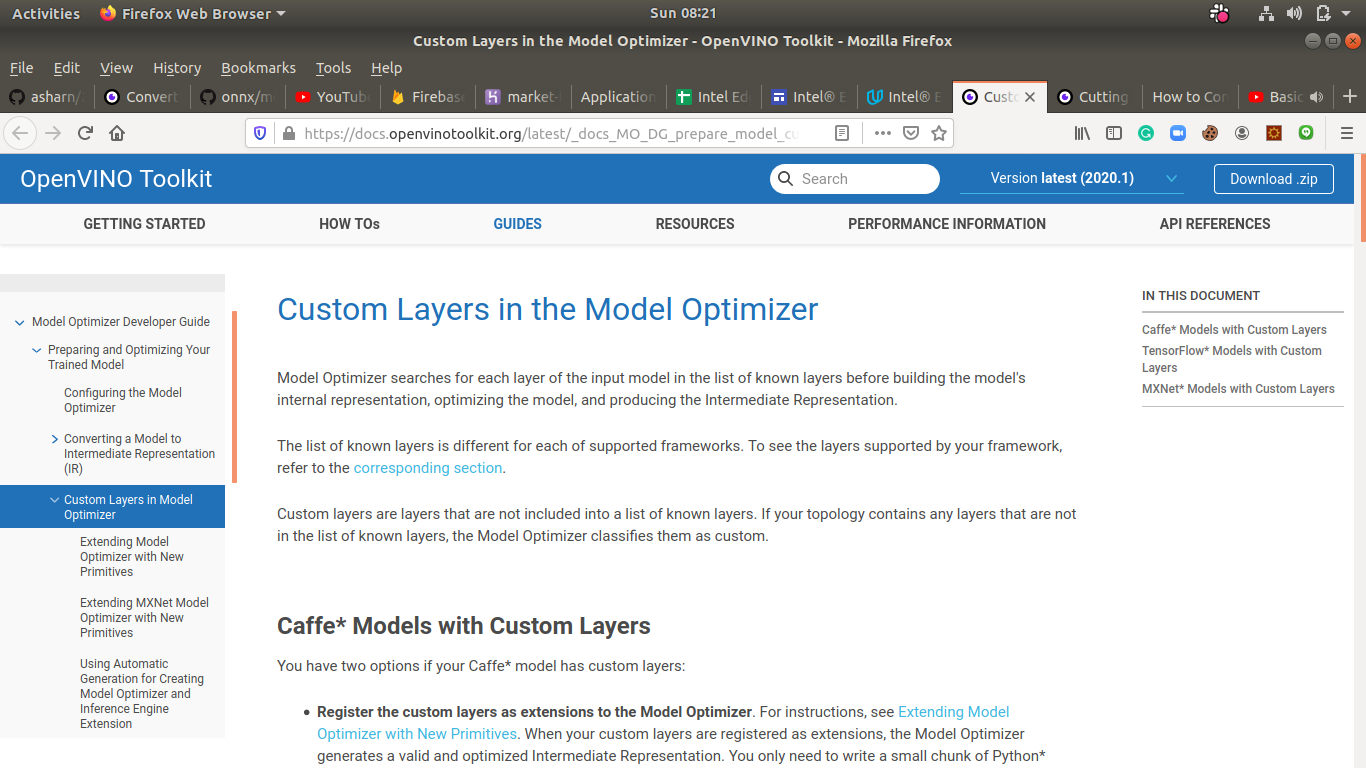 Activities Firefox Web Browser Sun 08:21
Custom Layers in the Model Optimizer - OpenVINO Toolkit - Mozilla Firefox
File Edit View History Bookmarks Tools Help
asharn/ Convert onnx/m YouTub Firebas market- Application Intel Ed Intel® E Intel® E Custo Cutting How to Con Basic
https://docs.openvinotoolkit.org/latest/_docs_MO_DG_prepare_model_cu
OpenVINO Toolkit Search Version latest (2020.1) Download .zip
GETTING STARTED HOW TOs GUIDES RESOURCES PERFORMANCE INFORMATION API REFERENCES
Model Optimizer Developer Guide
Preparing and Optimizing Your
Trained Model
Configuring the Model
Optimizer
Converting a Model to
Intermediate Representation
(IR)
Custom Layers in Model
Optimizer
Extending Model
Optimizer with New
Primitives
Extending MXNet Model
Optimizer with New
Primitives
Using Automatic
Generation for Creating
Model Optimizer and
Inference Engine
Extension
Custom Layers in the Model Optimizer
Model Optimizer searches for each layer of the input model in the list of known layers before building the model's
internal representation, optimizing the model, and producing the Intermediate Representation.
The list of known layers is different for each of supported frameworks. To see the layers supported by your framework,
refer to the corresponding section.
Custom layers are layers that are not included into a list of known layers. If your topology contains any layers that are not
in the list of known layers, the Model Optimizer classifies them as custom.
Caffe* Models with Custom Layers
You have two options if your Caffe* model has custom layers:
• Register the custom layers as extensions to the Model Optimizer. For instructions, see Extending Model
Optimizer with New Primitives. When your custom layers are registered as extensions, the Model Optimizer
generates a valid and optimized Intermediate Representation. You only need to write a small chunk of Python*
IN THIS DOCUMENT
Caffe* Models with Custom Layers
TensorFlow* Models with Custom
Layers
MXNet* Models with Custom Layers